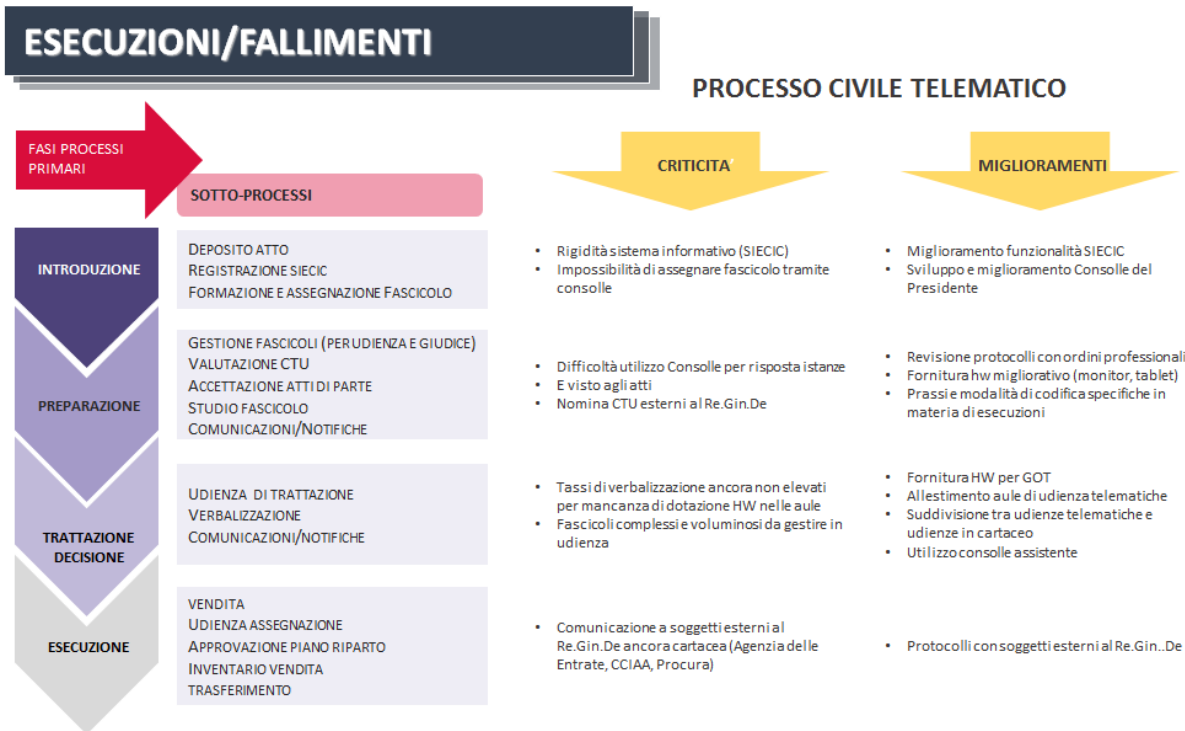 ESECUZIONI/FALLIMENTI
PROCESSO CIVILE TELEMATICO
FASI PROCESSI
PRIMARI
SOTTO-PROCESSI
CRITICITA’
MIGLIORAMENTI
INTRODUZIONE
DEPOSITO ATTO
REGISTRAZIONE SIECIC
FORMAZIONE E ASSEGNAZIONE FASCICOLO
• Rigidità sistema informativo (SIECIC)
• Impossibilità di assegnare fascicolo tramite
consolle
• Miglioramento funzionalità SIECIC
• Sviluppo e miglioramento Consolle del
Presidente
PREPARAZIONE
GESTIONE FASCICOLI (PER UDIENZA E GIUDICE)
VALUTAZIONE CTU
ACCETTAZIONE ATTI DI PARTE
STUDIO FASCICOLO
COMUNICAZIONI/NOTIFICHE
• Difficoltà utilizzo Consolle per risposta istanze
• E visto agli atti
• Nomina CTU esterni al Re.Gin.De
• Revisione protocolli con ordini professionali
• Fornitura hw migliorativo (monitor, tablet)
• Prassi e modalità di codifica specifiche in
materia di esecuzioni
TRATTAZIONE
DECISIONE
UDIENZA DI TRATTAZIONE
VERBALIZZAZIONE
COMUNICAZIONI/NOTIFICHE
• Tassi di verbalizzazione ancora non elevati
per mancanza di dotazione HW nelle aule
• Fascicoli complessi e voluminosi da gestire in
udienza
• Fornitura HW per GOT
• Allestimento aule di udienza telematiche
• Suddivisione tra udienze telematiche e
udienze in cartaceo
• Utilizzo consolle assistente
ESECUZIONE
VENDITA
UDIENZA ASSEGNAZIONE
APPROVAZIONE PIANO RIPARTO
INVENTARIO VENDITA
TRASFERIMENTO
• Comunicazione a soggetti esterni al
Re.Gin.De ancora cartacea (Agenzia delle
Entrate, CCIAA, Procura)
• Protocolli con soggetti esterni al Re.Gin..De